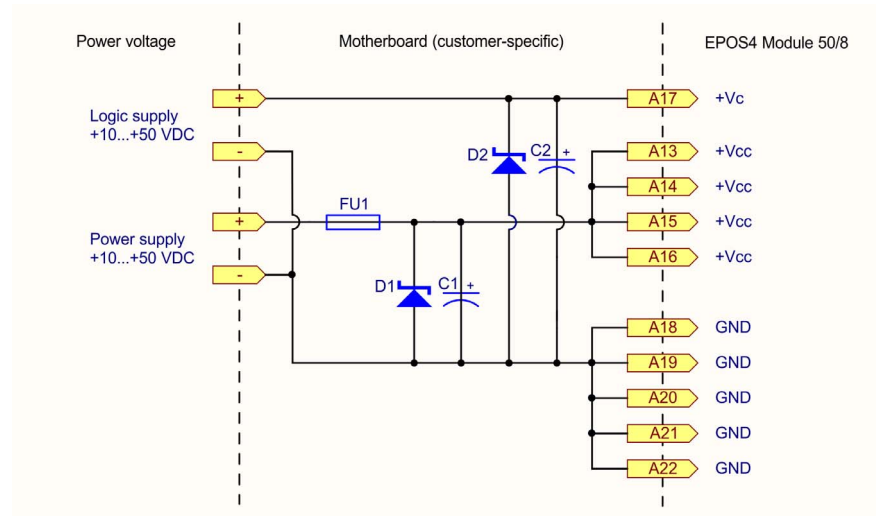 Power voltage
Motherboard (customer-specific)
EPOS4 Module 50/8
Logic supply
+10...+50 VDC
+
-
A17 +Vc
D2
C2 +
A13 +Vcc
A14 +Vcc
Power supply
+10...+50 VDC
+
-
FU1
A15 +Vcc
A16 +Vcc
D1
C1 +
A18 GND
A19 GND
A20 GND
A21 GND
A22 GND